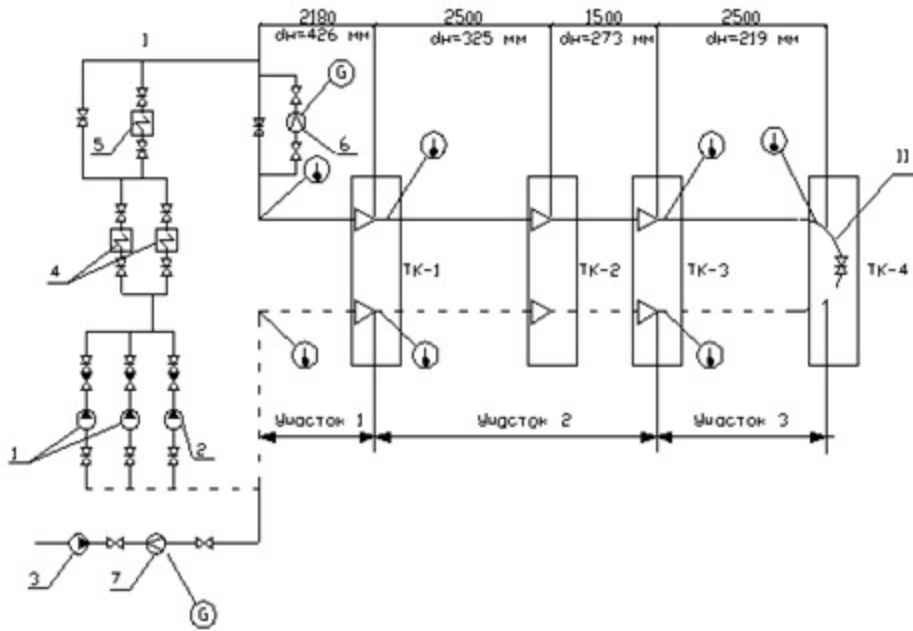 2180 2500 1500 2500
dн=426 мм dн=325 мм dн=273 мм dн=219 мм
I
G
5
6
II
4
ТК-1 ТК-2 ТК-3 ТК-4
1
2
Участок 1 Участок 2 Участок 3
3
7
G